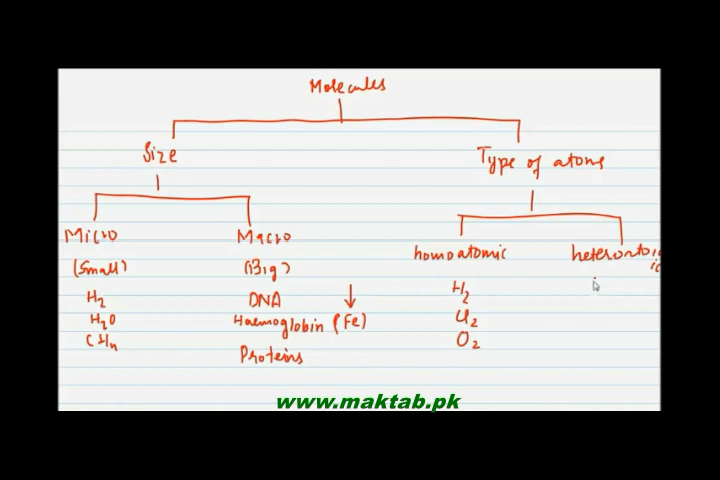 Molecules
Size
Type of atoms
Micro
Macro
homoatomic
(Small)
(Big)
H2
DNA
H2
H2O
Haemoglobin (Fe)
Cl2
CH4
Proteins
O2
www.maktab.pk